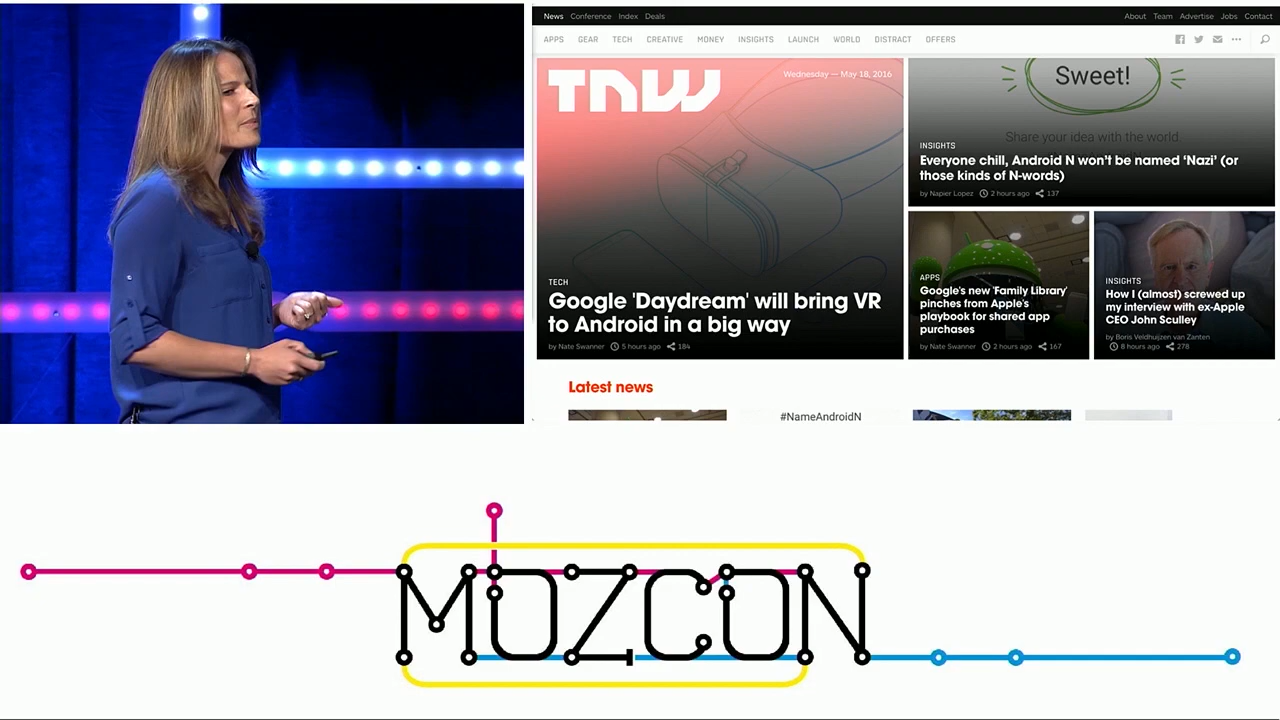 News Conference Index Deals
About Team Advertise Jobs Contact
APPS GEAR TECH CREATIVE MONEY INSIGHTS LAUNCH WORLD DISTRACT OFFERS
TNW
Wednesday — May 18, 2016
TECH
Google 'Daydream' will bring VR
to Android in a big way
by Nate Swanner 5 hours ago 184
Sweet!
Share your idea with the world.
INSIGHTS
Everyone chill, Android N won't be named ‘Nazi’ (or
those kinds of N-words)
by Napier Lopez 2 hours ago 137
APPS
Google's new 'Family Library'
pinches from Apple's
playbook for shared app
purchases
by Nate Swanner 2 hours ago 167
INSIGHTS
How I (almost) screwed up
my interview with ex-Apple
CEO John Sculley
by Boris Veldhuijzen van Zanten
8 hours ago 278
Latest news
#NameAndroidN
MOZCON